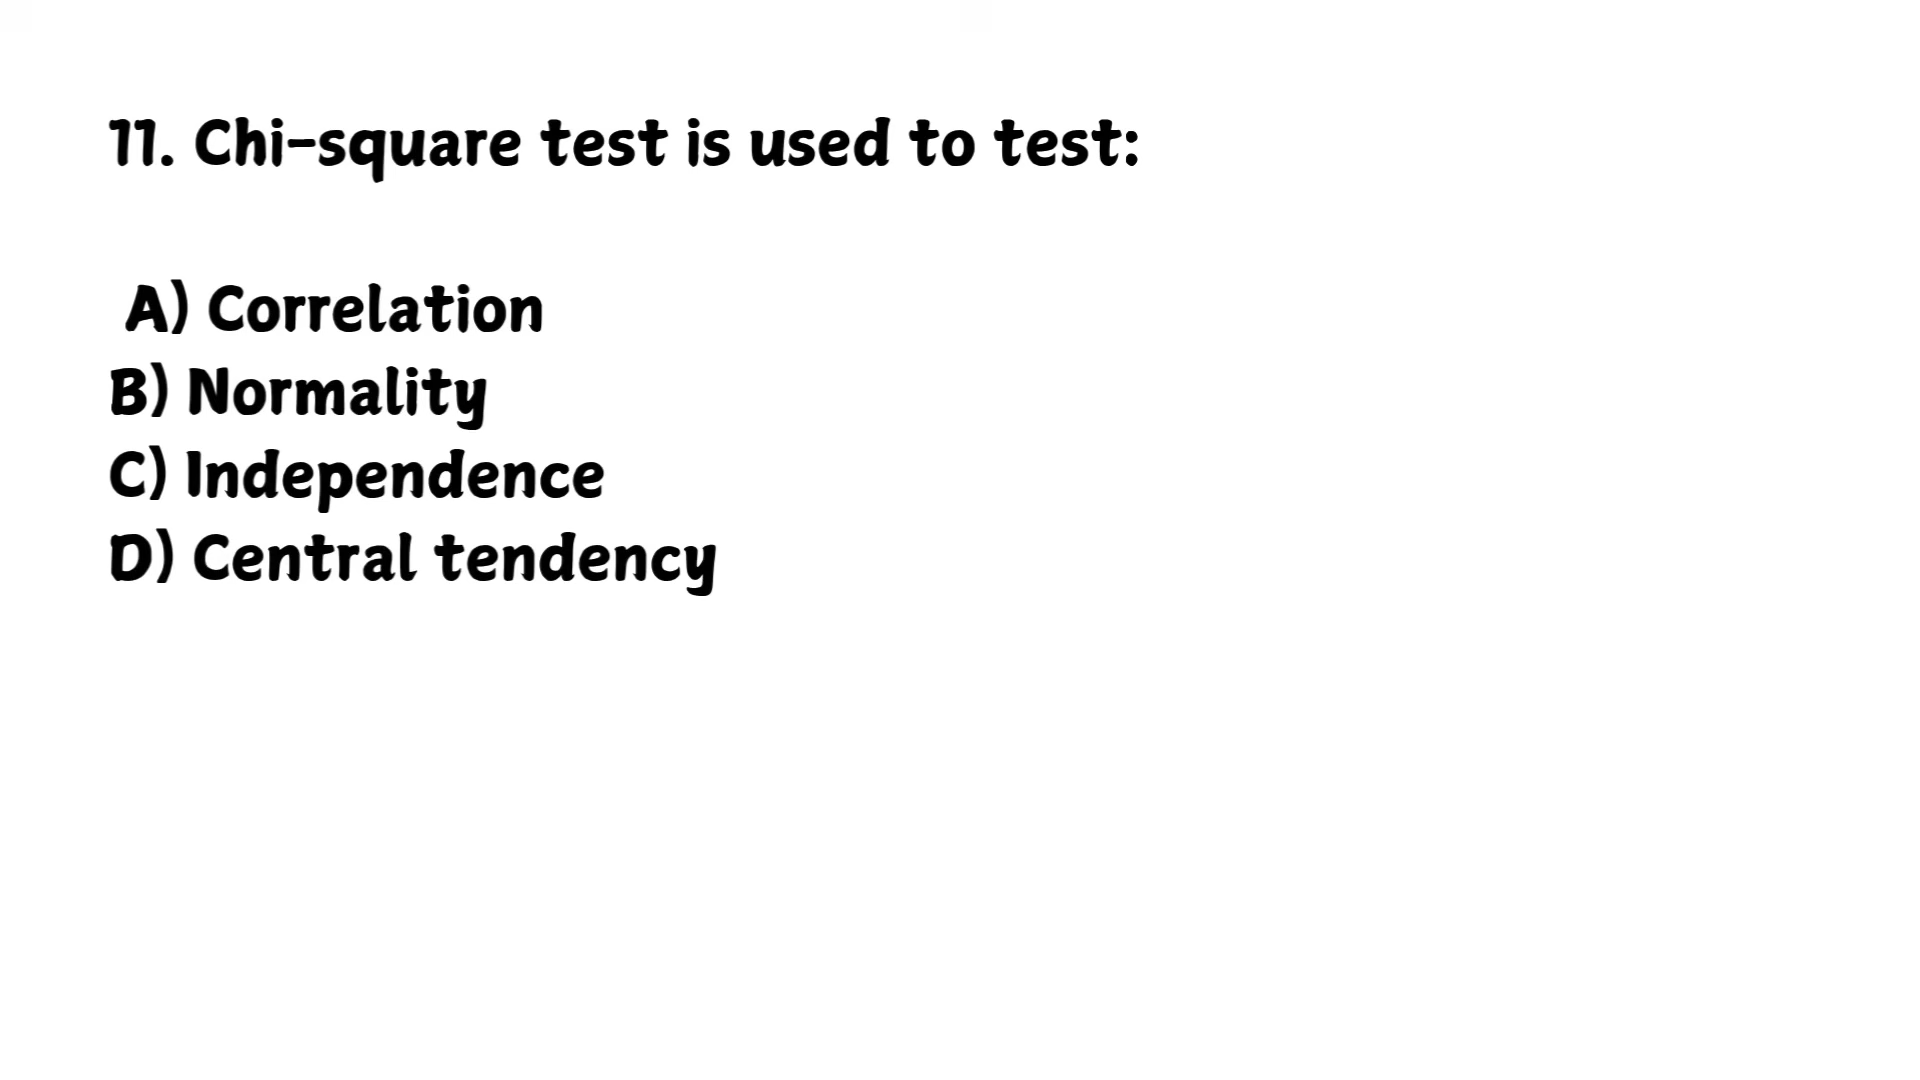 11. Chi-square test is used to test:
A) Correlation
B) Normality
C) Independence
D) Central tendency